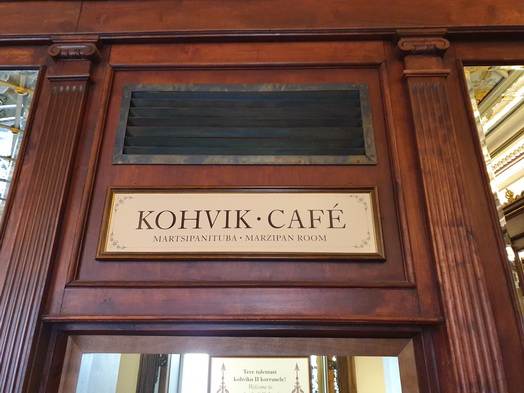 KOHVIK · CAFÉ
MARTSIPANITUBA · MARZIPAN ROOM
Tere tulemast
kohviku II korrusele!
Welcome to